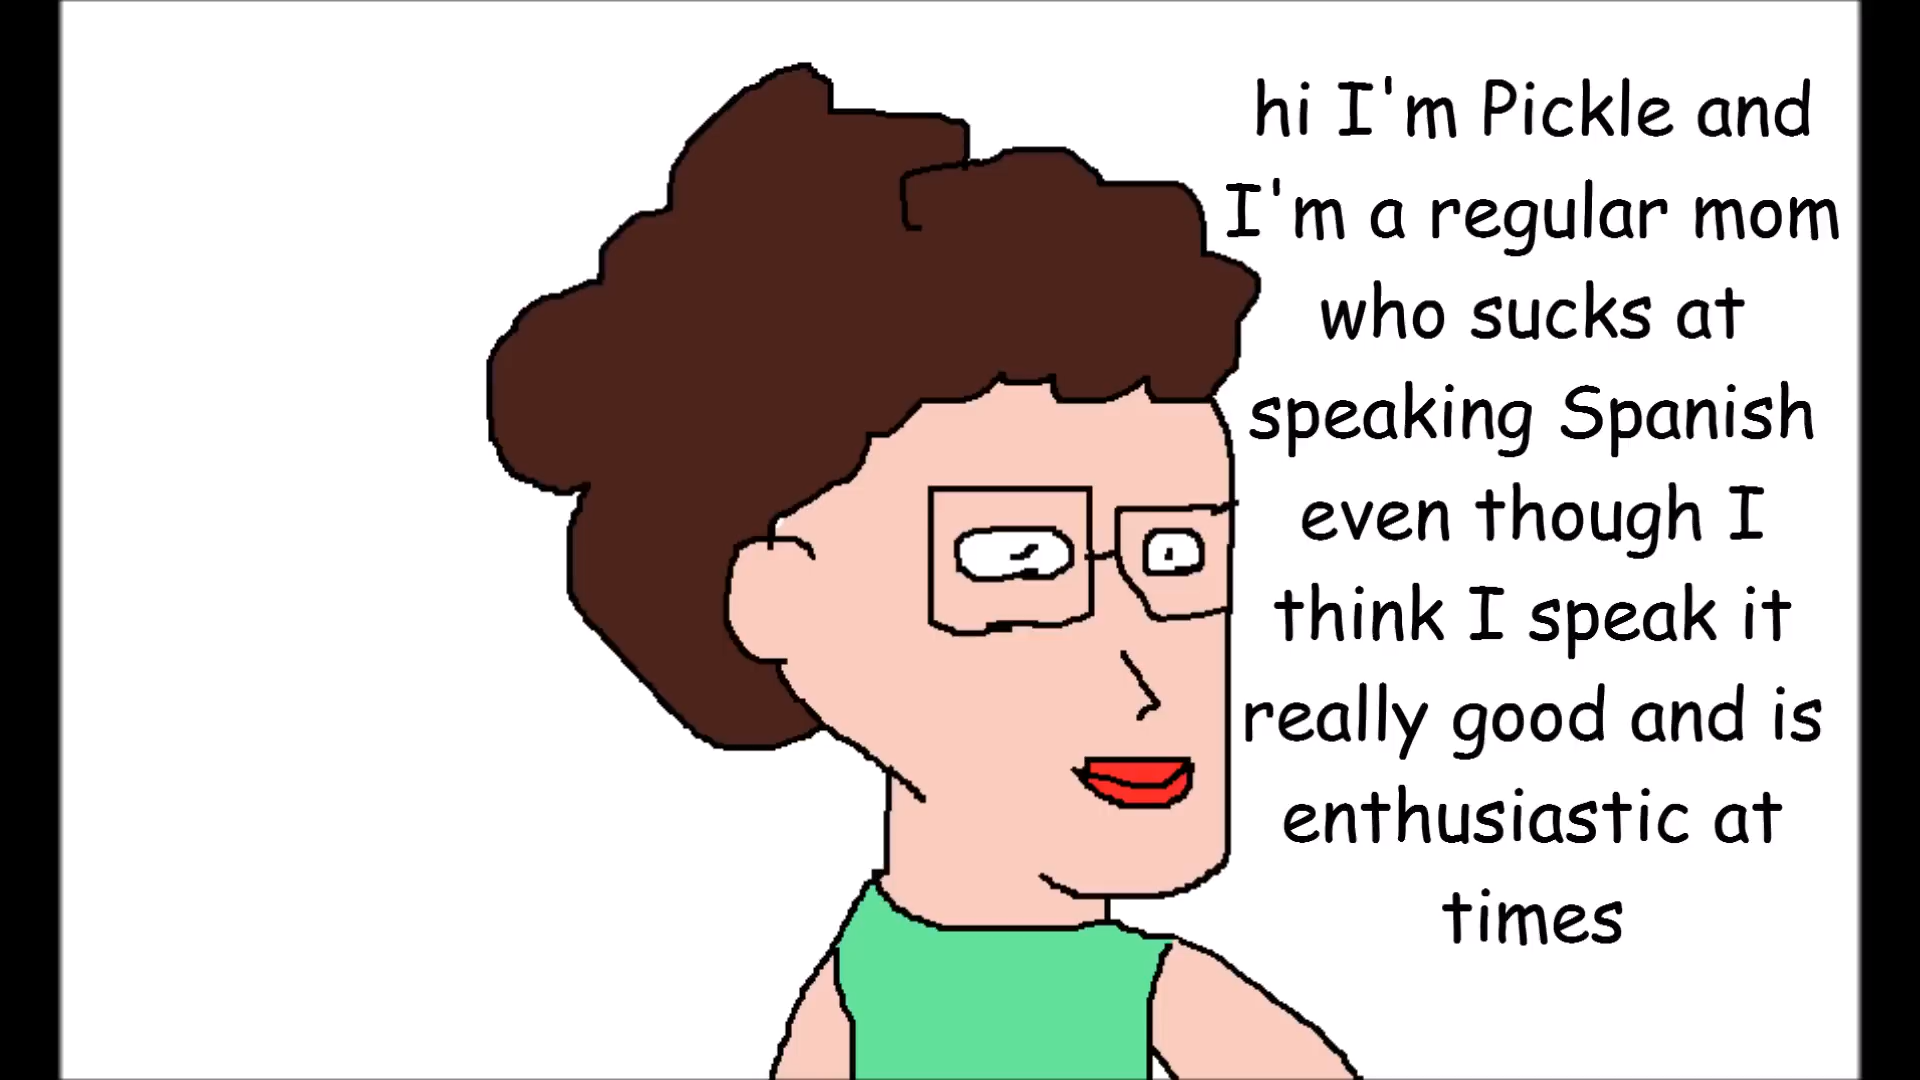 hi I'm Pickle and
I'm a regular mom
who sucks at
speaking Spanish
even though I
think I speak it
really good and is
enthusiastic at
times